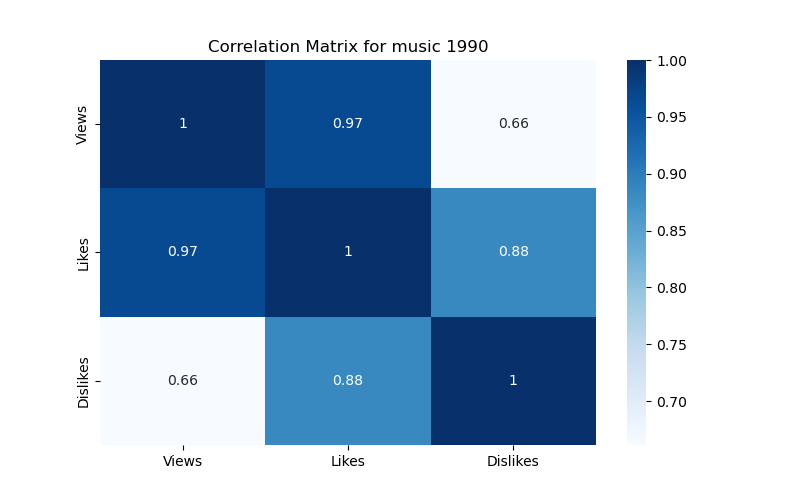 Correlation Matrix for music 1990
Views
1
0.97
0.66
Likes
0.97
1
0.88
Dislikes
0.66
0.88
1
Views
Likes
Dislikes
1.00
0.95
0.90
0.85
0.80
0.75
0.70